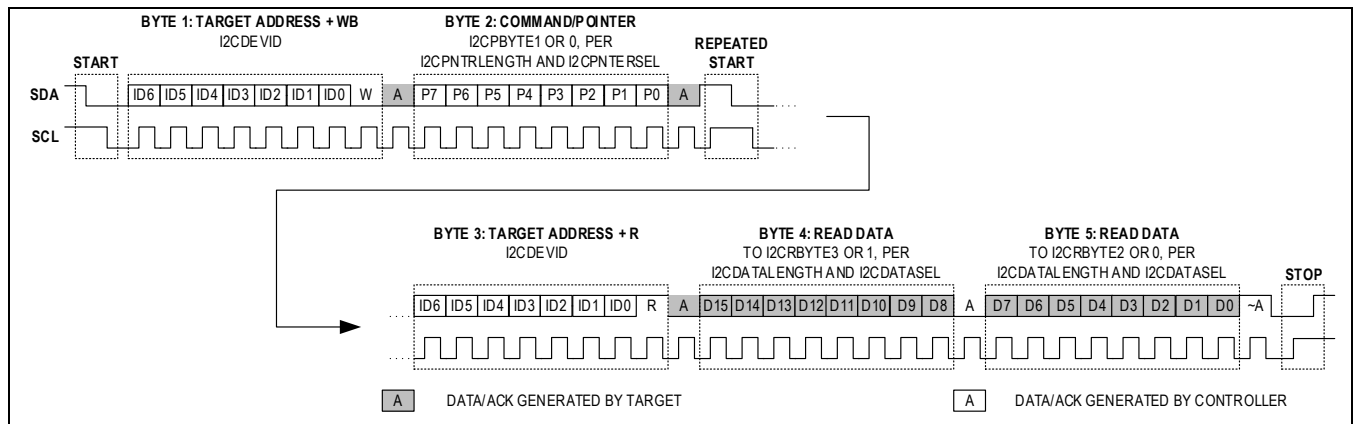 BYTE 1: TARGET ADDRESS + WB
I2CDEVID
BYTE 2: COMMAND/POINTER
I2CPBYTE1 OR 0, PER
I2CPNTRLENGTH AND I2CPNTERSEL
START
REPEATED
START
SDA
ID6 ID5 ID4 ID3 ID2 ID1 ID0 W A P7 P6 P5 P4 P3 P2 P1 P0 A
SCL
BYTE 3: TARGET ADDRESS + R
I2CDEVID
BYTE 4: READ DATA
TO I2CRBYTE3 OR 1, PER
I2CDATALENGTH AND I2CDATASEL
BYTE 5: READ DATA
TO I2CRBYTE2 OR 0, PER
I2CDATALENGTH AND I2CDATASEL
STOP
ID6 ID5 ID4 ID3 ID2 ID1 ID0 R A D15 D14 D13 D12 D11 D10 D9 D8 A D7 D6 D5 D4 D3 D2 D1 D0 ~A
A DATA/ACK GENERATED BY TARGET
A DATA/ACK GENERATED BY CONTROLLER